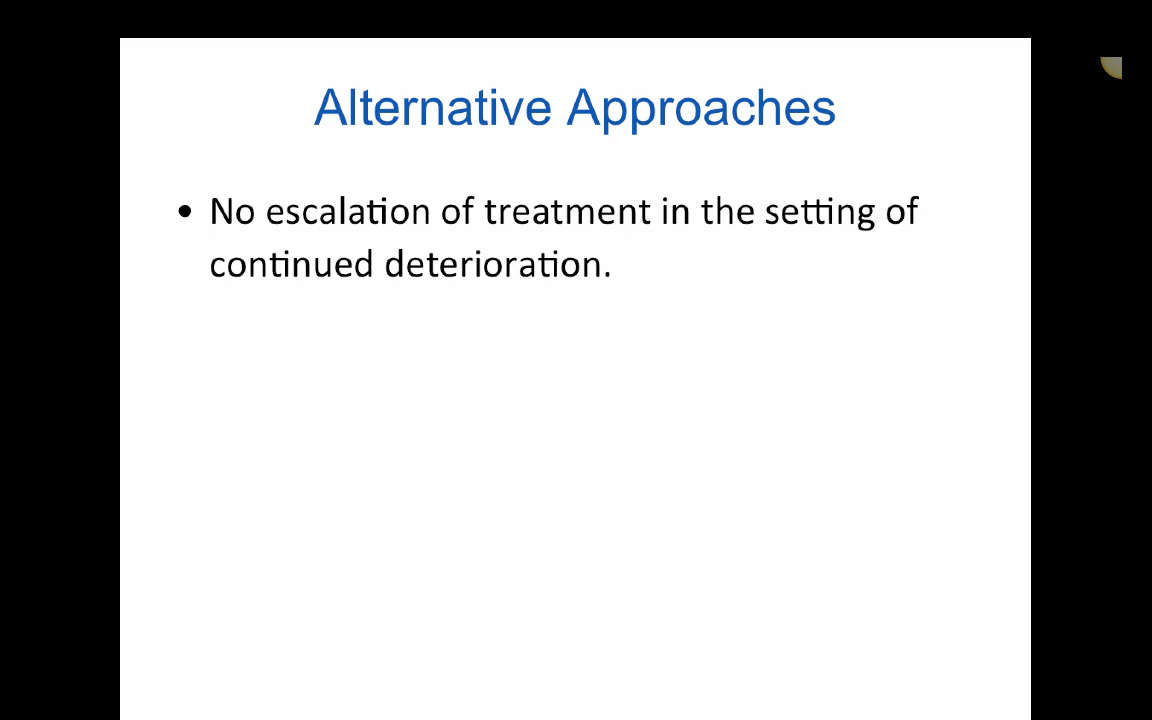 Alternative Approaches
• No escalation of treatment in the setting of
continued deterioration.